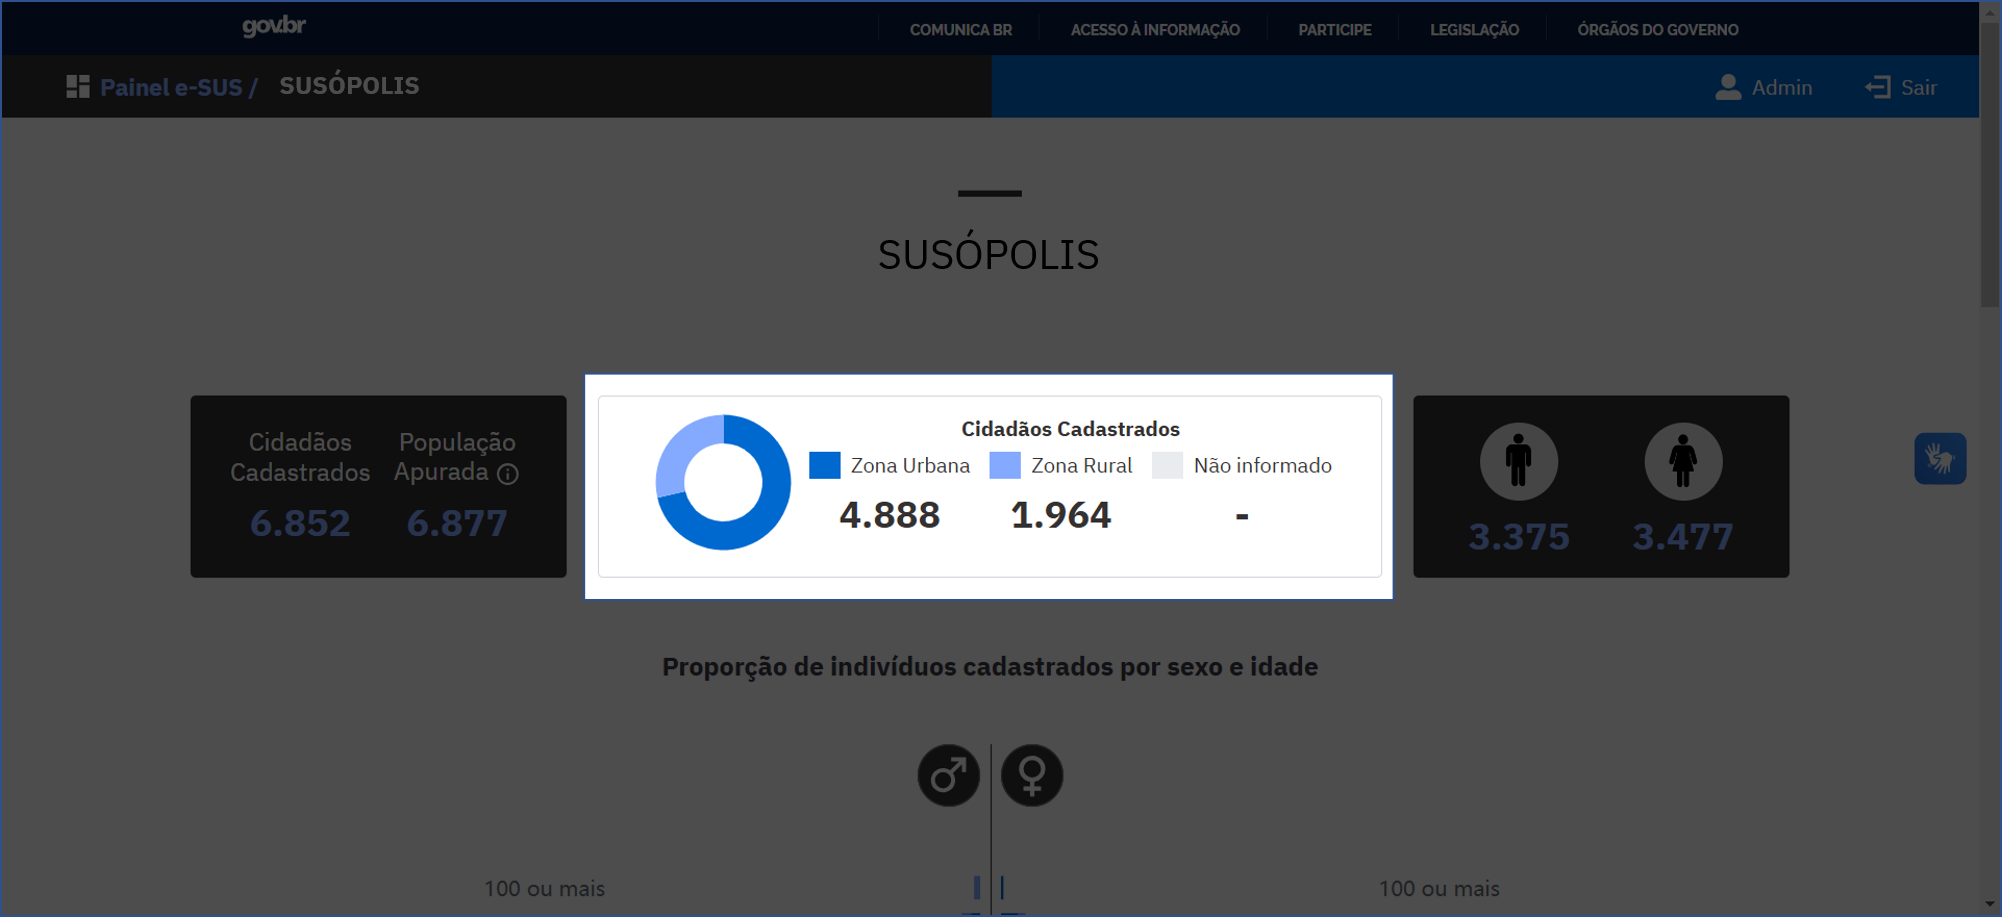 gov.br
COMUNICA BR
ACESSO À INFORMAÇÃO
PARTICIPE
LEGISLAÇÃO
ÓRGÃOS DO GOVERNO
Painel e-SUS / SUSÓPOLIS
Admin
Sair
SUSÓPOLIS
Cidadãos
Cadastrados
6.852
População
Apurada
6.877
Cidadãos Cadastrados
Zona Urbana
Zona Rural
Não informado
4.888
1.964
-
3.375
3.477
Proporção de indivíduos cadastrados por sexo e idade
100 ou mais
100 ou mais